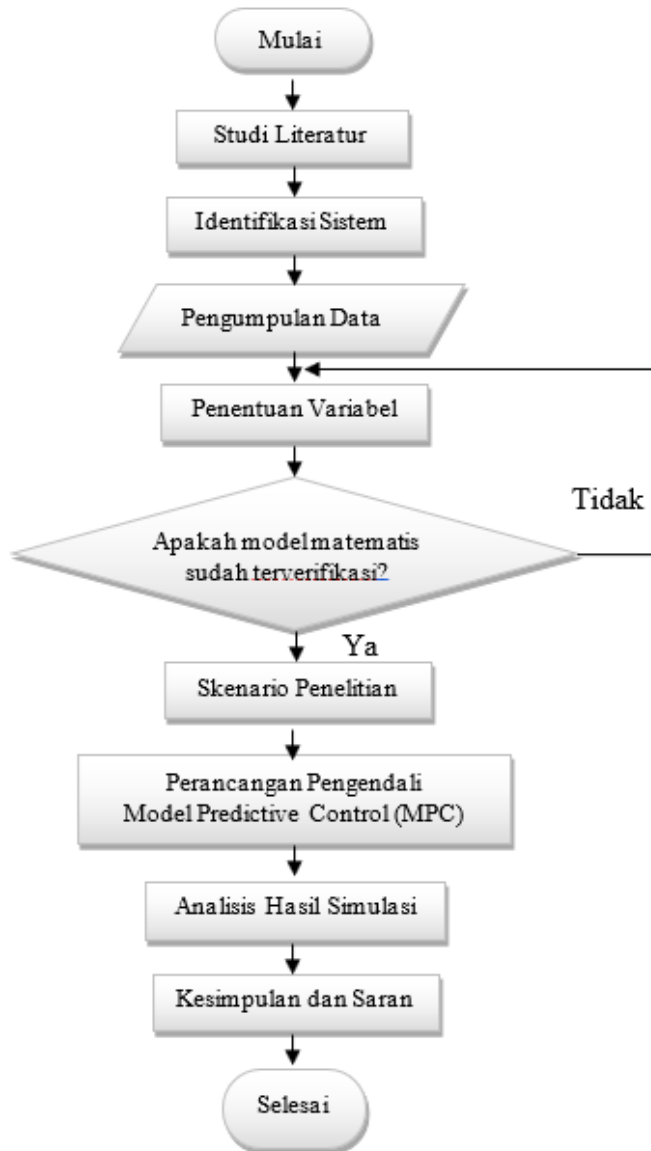 Mulai
Studi Literatur
Identifikasi Sistem
Pengumpulan Data
Penentuan Variabel
Tidak
Apakah model matematis
sudah terverifikasi?
Ya
Skenario Penelitian
Perancangan Pengendali
Model Predictive Control (MPC)
Analisis Hasil Simulasi
Kesimpulan dan Saran
Selesai